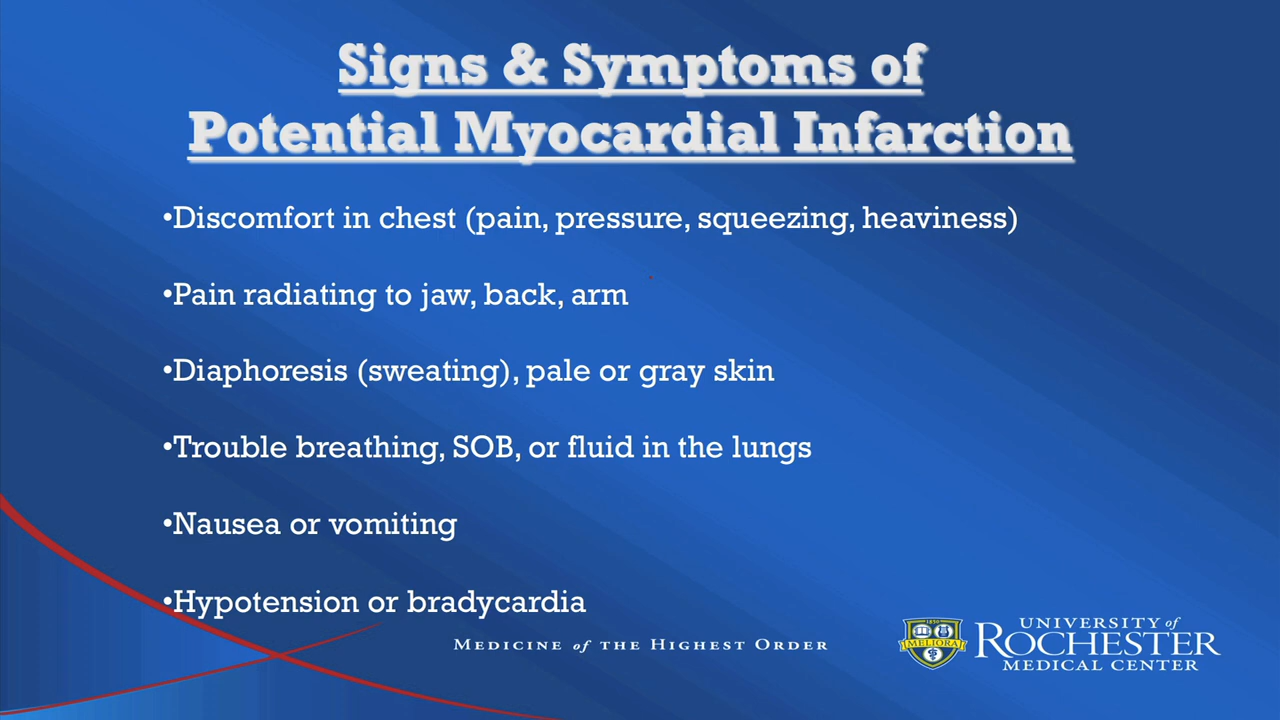 Signs & Symptoms of
Potential Myocardial Infarction
•Discomfort in chest (pain, pressure, squeezing, heaviness)
•Pain radiating to jaw, back, arm
•Diaphoresis (sweating), pale or gray skin
•Trouble breathing, SOB, or fluid in the lungs
•Nausea or vomiting
•Hypotension or bradycardia
MEDICINE of THE HIGHEST ORDER
1850
MELIORA
UNIVERSITY of
ROCHESTER
MEDICAL CENTER